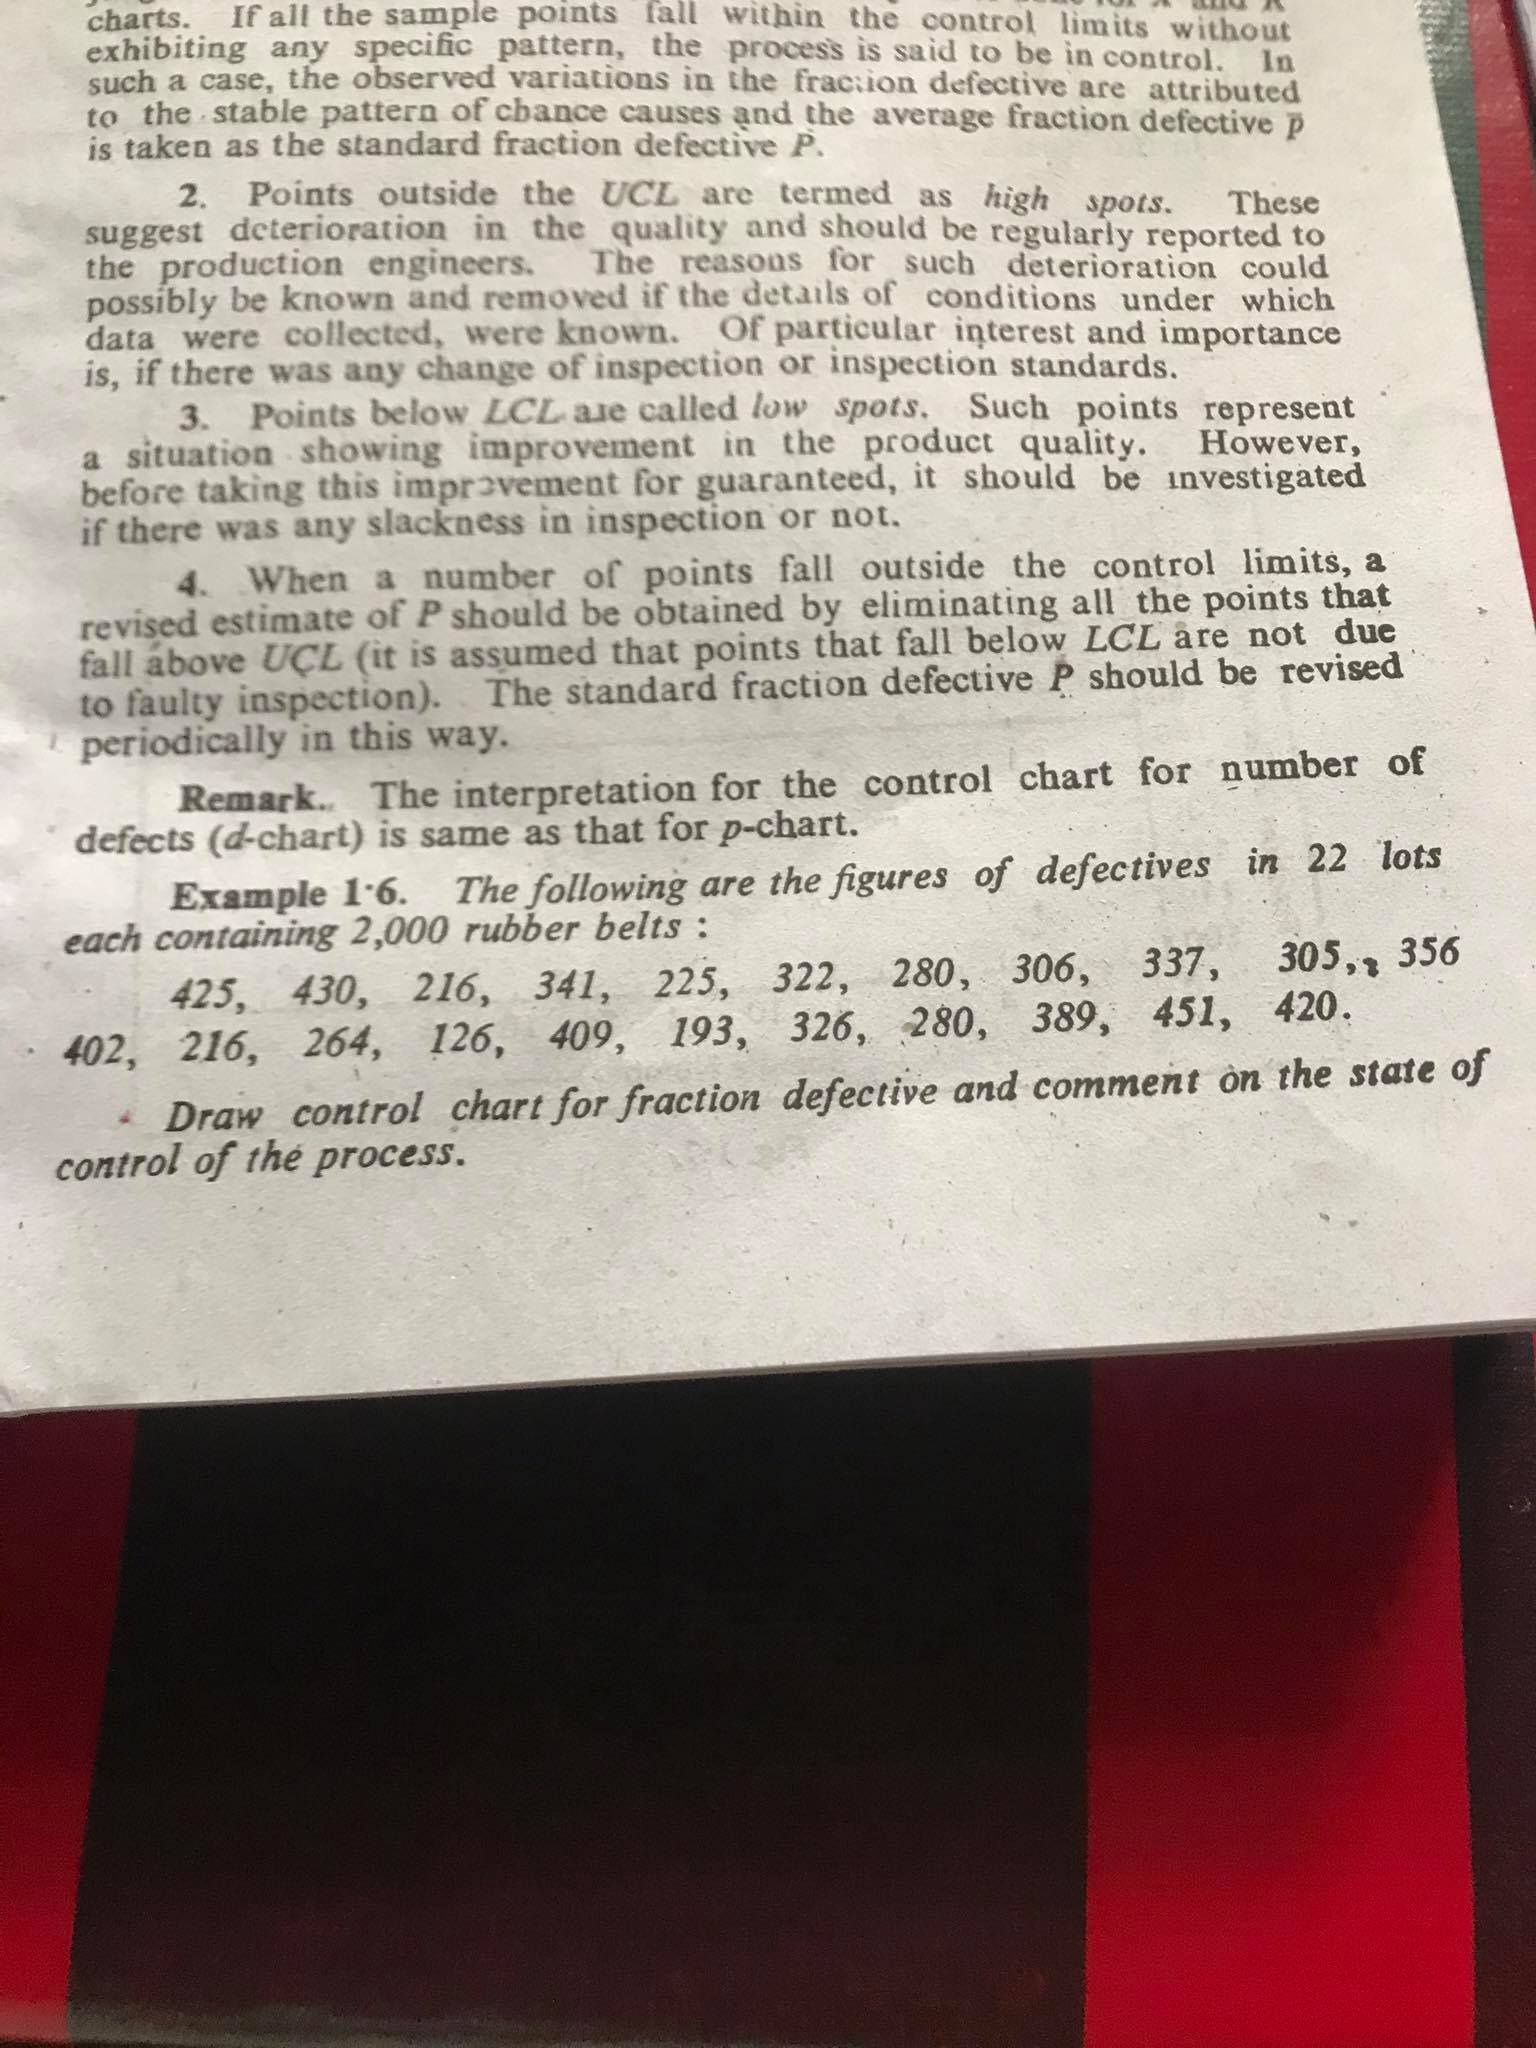 charts. If all the sample points fall within the control limits without
exhibiting any specific pattern, the process is said to be in control. In
such a case, the observed variations in the fraction defective are attributed
to the stable pattern of chance causes and the average fraction defective p̄
is taken as the standard fraction defective P.
2. Points outside the UCL are termed as high spots. These
suggest deterioration in the quality and should be regularly reported to
the production engineers. The reasons for such deterioration could
possibly be known and removed if the details of conditions under which
data were collected, were known. Of particular interest and importance
is, if there was any change of inspection or inspection standards.
3. Points below LCL are called low spots. Such points represent
a situation showing improvement in the product quality. However,
before taking this improvement for guaranteed, it should be investigated
if there was any slackness in inspection or not.
4. When a number of points fall outside the control limits, a
revised estimate of P should be obtained by eliminating all the points that
fall above UCL (it is assumed that points that fall below LCL are not due
to faulty inspection). The standard fraction defective P should be revised
periodically in this way.
Remark. The interpretation for the control chart for number of
defects (d-chart) is same as that for p-chart.
Example 1·6. The following are the figures of defectives in 22 lots
each containing 2,000 rubber belts :
425, 430, 216, 341, 225, 322, 280, 306, 337, 305, 356
402, 216, 264, 126, 409, 193, 326, 280, 389, 451, 420.
Draw control chart for fraction defective and comment on the state of
control of the process.